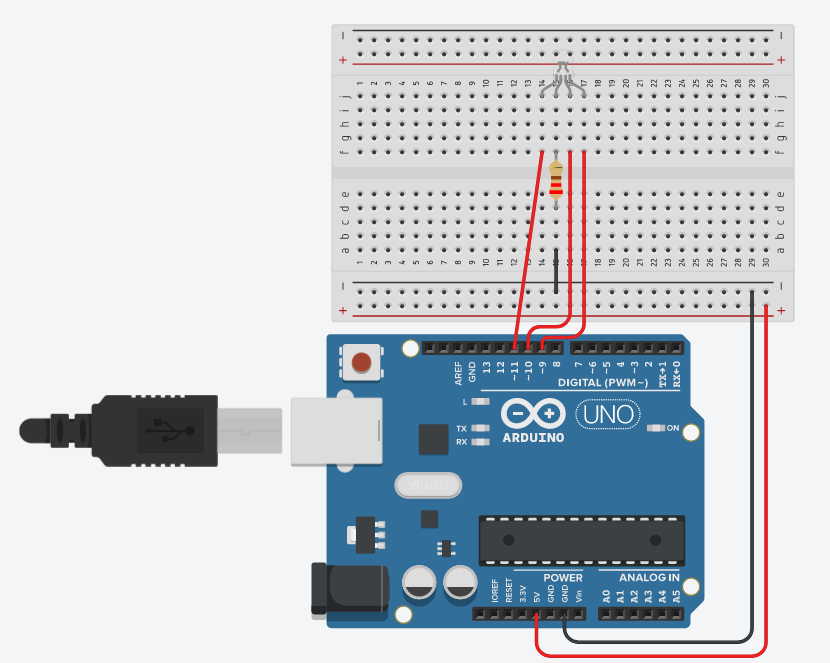 − −
+ +
1 2 3 4 5 6 7 8 9 10 11 12 13 14 15 16 17 18 19 20 21 22 23 24 25 26 27 28 29 30
j j
i i
h h
g g
f f
e e
d d
c c
b b
a a
1 2 3 4 5 6 7 8 9 10 11 12 13 14 15 16 17 18 19 20 21 22 23 24 25 26 27 28 29 30
− −
+ +
AREF GND 13 12 ~11 ~10 ~9 8 7 ~6 ~5 4 ~3 2 TX→1 RX←0
DIGITAL (PWM~)
L
TX
RX
UNO
ARDUINO
ON
POWER ANALOG IN
IOREF RESET 3.3V 5V GND GND Vin A0 A1 A2 A3 A4 A5